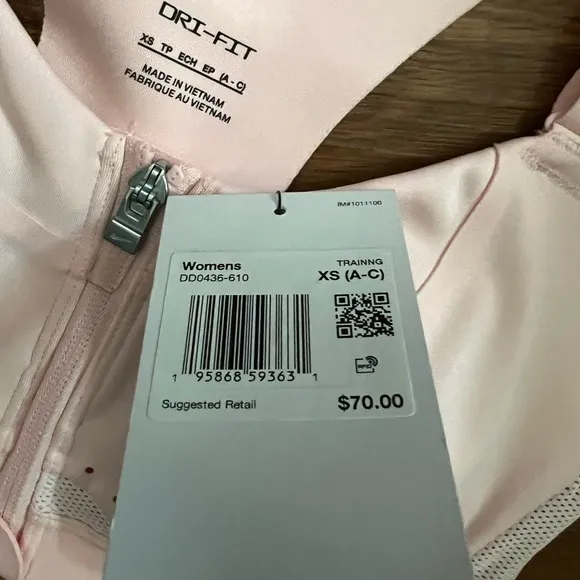 DRI-FIT
XS TP ECH EP (A-C)
MADE IN VIETNAM
FABRIQUE AU VIETNAM
IM#1011100
Womens
DD0436-610
TRAINNG
XS (A-C)
1 95868 59363 1
RFID
Suggested Retail
$70.00